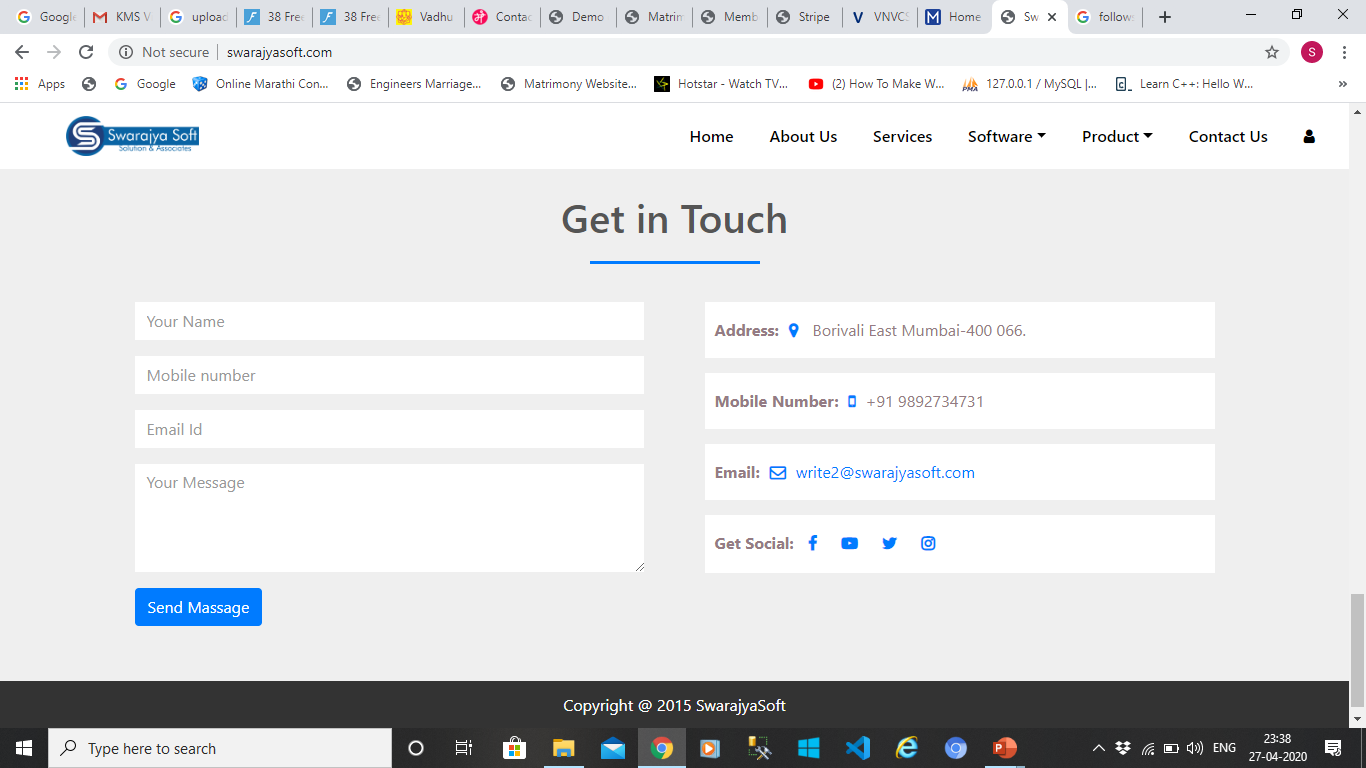 Google
KMS V
upload
38 Free
38 Free
Vadhu
Contac
Demo
Matrim
Memb
Stripe
VNVCS
Home
Sw
follow
Not secure
swarajyasoft.com
S
Apps
Google
Online Marathi Con...
Engineers Marriage...
Matrimony Website...
Hotstar - Watch TV...
(2) How To Make W...
127.0.0.1 / MySQL |...
Learn C++: Hello W...
»
Swarajya Soft
Solution & Associates
Home
About Us
Services
Software
Product
Contact Us
Get in Touch
Your Name
Mobile number
Email Id
Your Message
Send Massage
Address: Borivali East Mumbai-400 066.
Mobile Number: +91 9892734731
Email: write2@swarajyasoft.com
Get Social:
Copyright @ 2015 SwarajyaSoft
Type here to search
ENG
23:38
27-04-2020